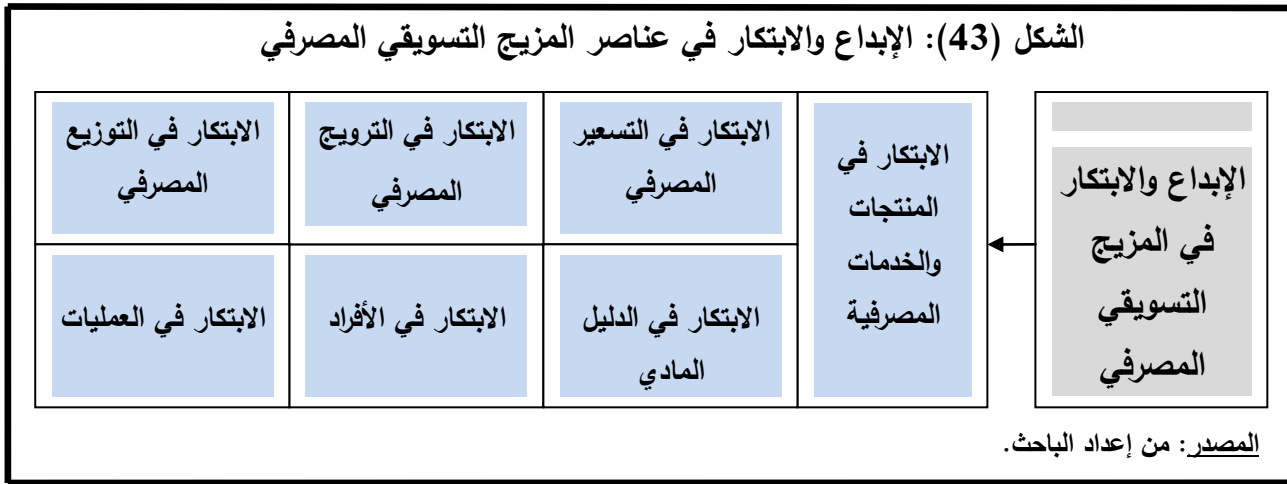 الشكل (43): الإبداع والابتكار في عناصر المزيج التسويقي المصرفي
الإبداع والابتكار
في المزيج
التسويقي
المصرفي
الابتكار في
المنتجات
والخدمات
المصرفية
الابتكار في التسعير
المصرفي
الابتكار في الترويج
المصرفي
الابتكار في التوزيع
المصرفي
الابتكار في الدليل
المادي
الابتكار في الأفراد
الابتكار في العمليات
المصدر: من إعداد الباحث.